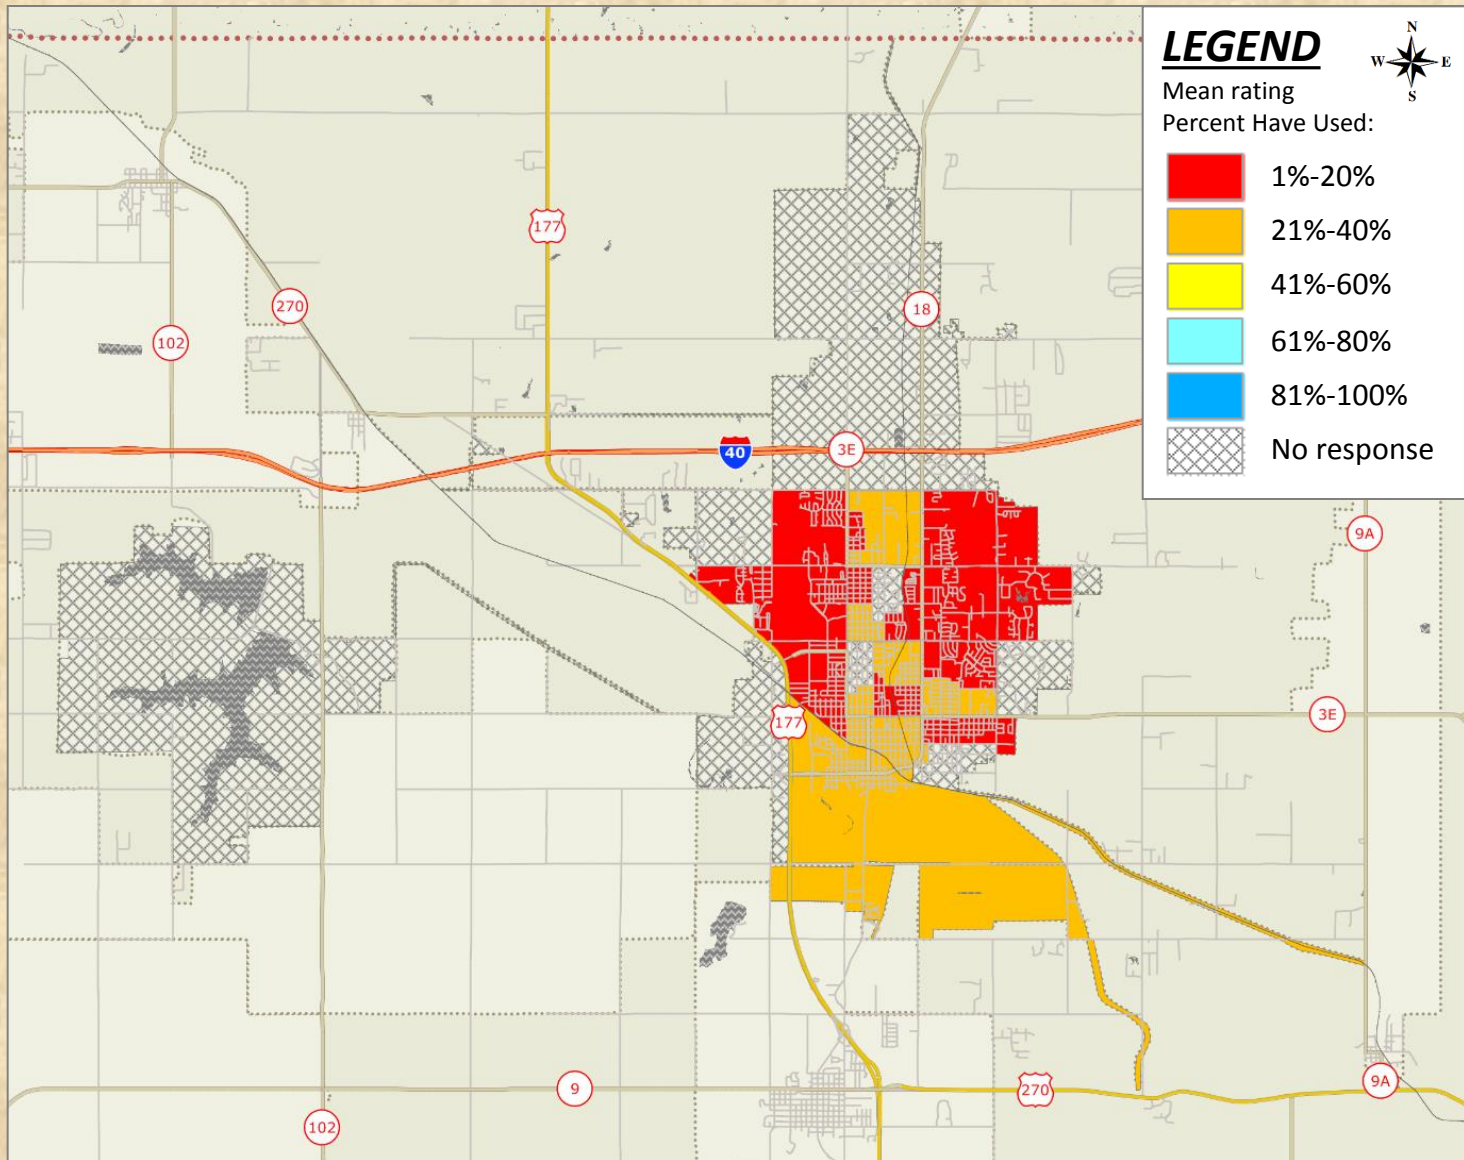 LEGEND
N
W E
S
Mean rating
Percent Have Used:
1%-20%
21%-40%
41%-60%
61%-80%
81%-100%
No response
177
270
18
102
40
3E
9A
3E
177
9
270
9A
102